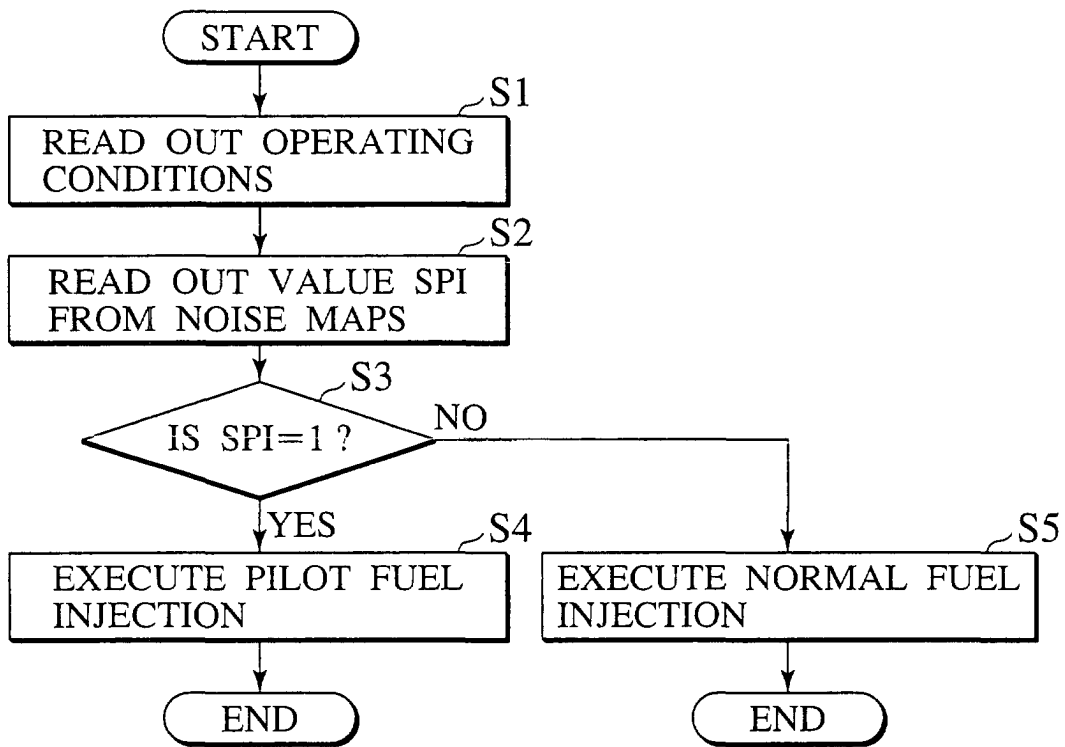 START
S1
READ OUT OPERATING
CONDITIONS
S2
READ OUT VALUE SPI
FROM NOISE MAPS
S3
IS SPI=1 ?
NO
YES
S4
EXECUTE PILOT FUEL
INJECTION
S5
EXECUTE NORMAL FUEL
INJECTION
END
END